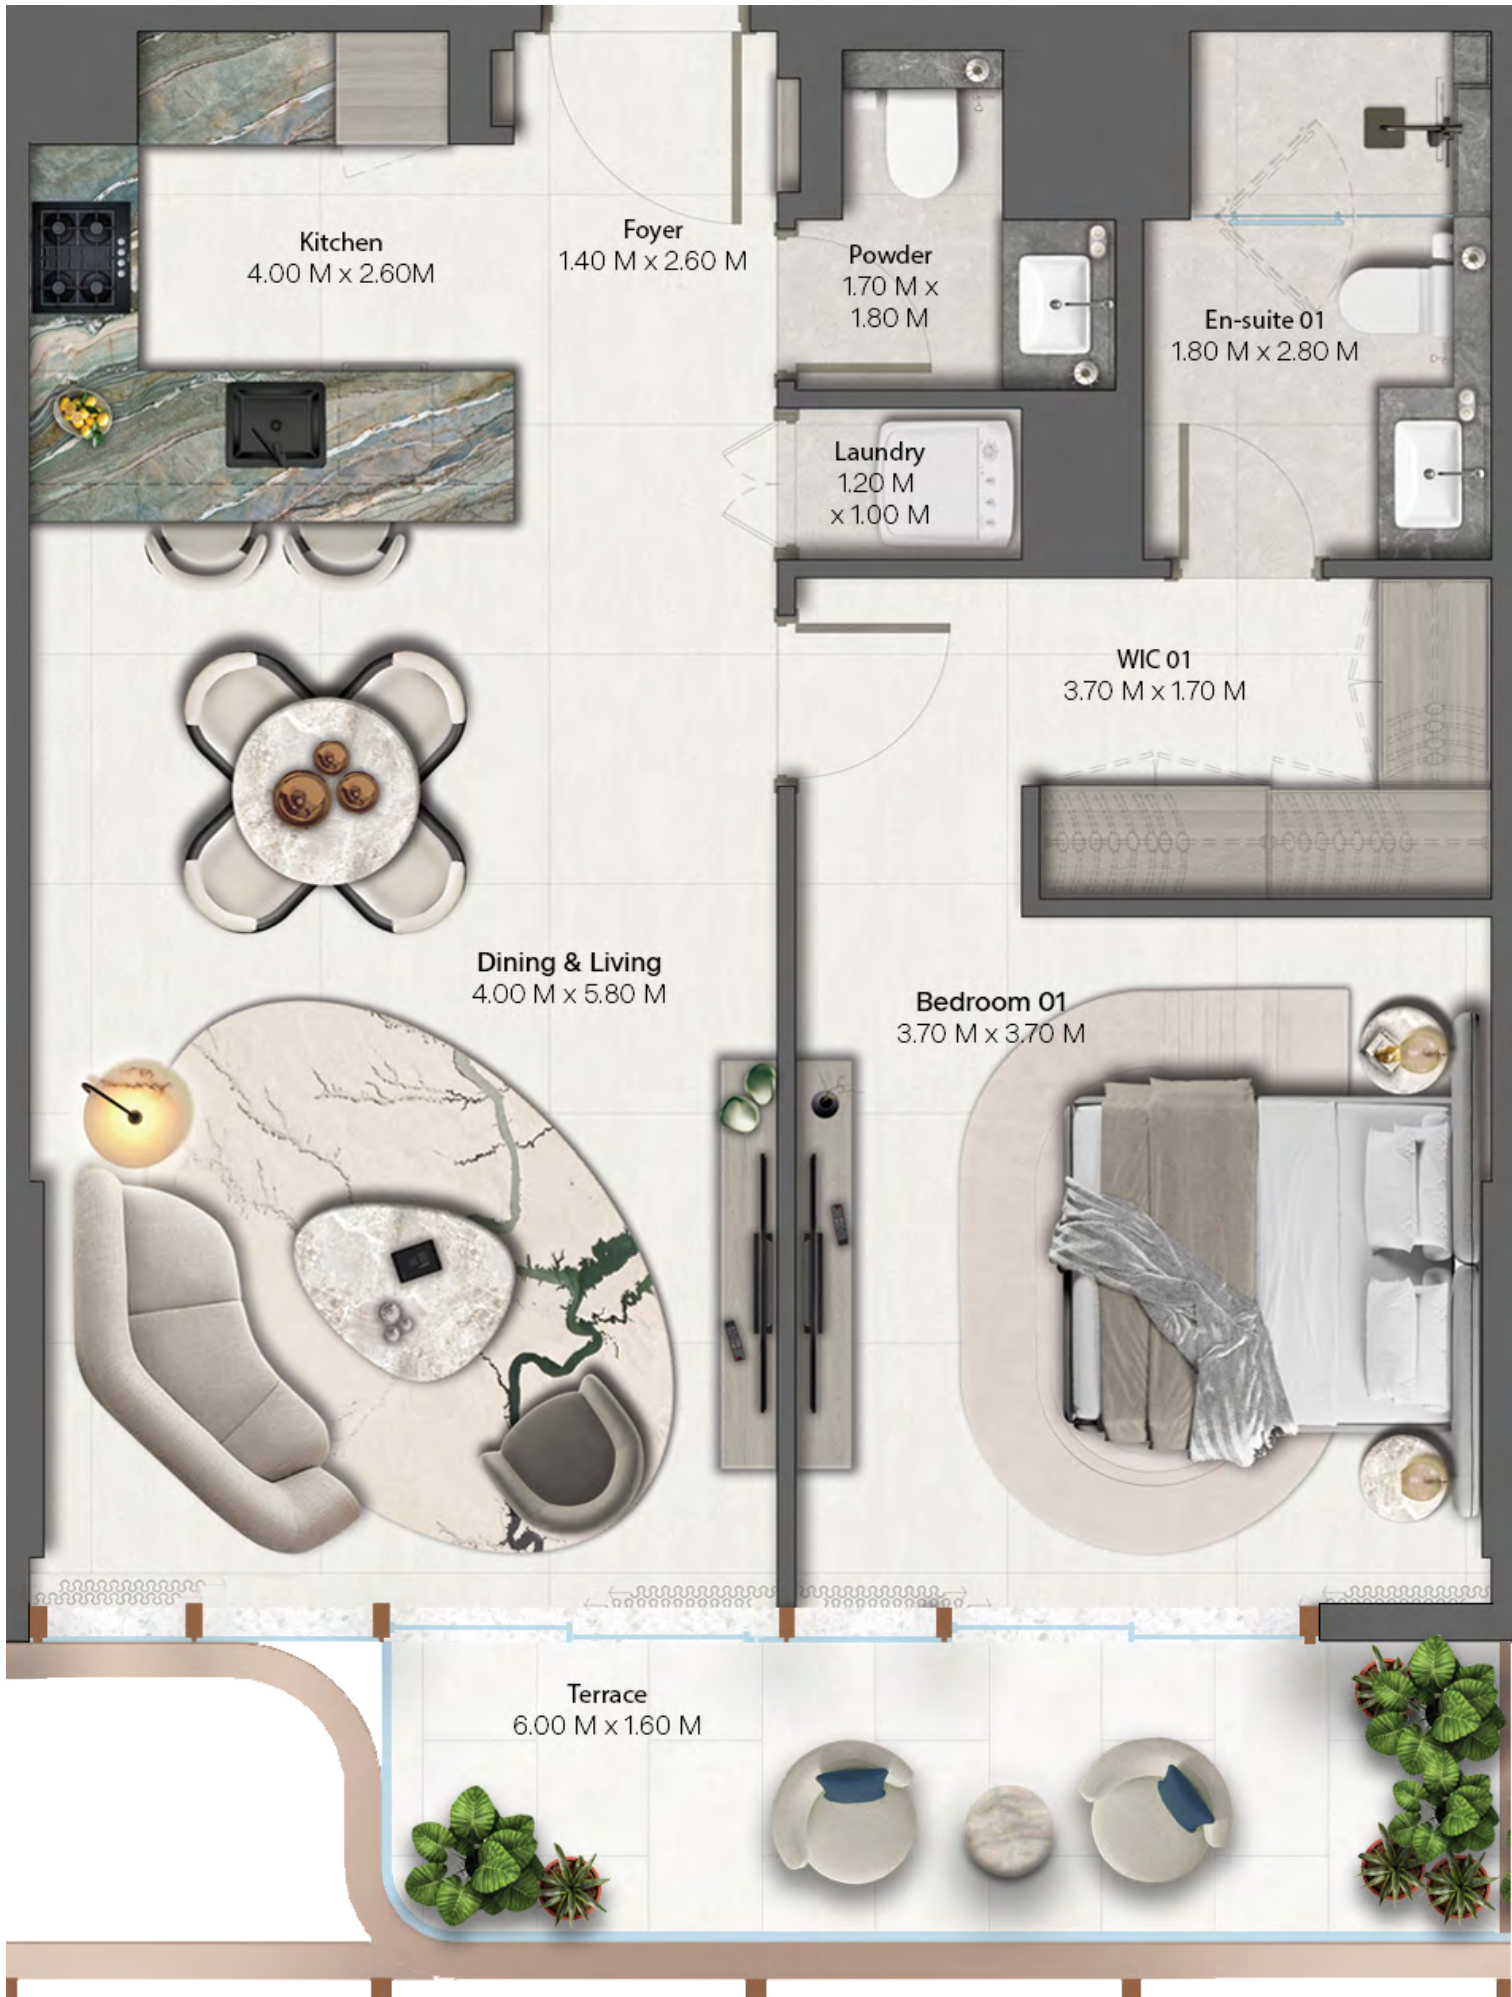 Kitchen
4.00 M x 2.60M
Foyer
1.40 M x 2.60 M
Powder
1.70 M x
1.80 M
En-suite 01
1.80 M x 2.80 M
Laundry
1.20 M
x 1.00 M
WIC 01
3.70 M x 1.70 M
Dining & Living
4.00 M x 5.80 M
Bedroom 01
3.70 M x 3.70 M
Terrace
6.00 M x 1.60 M